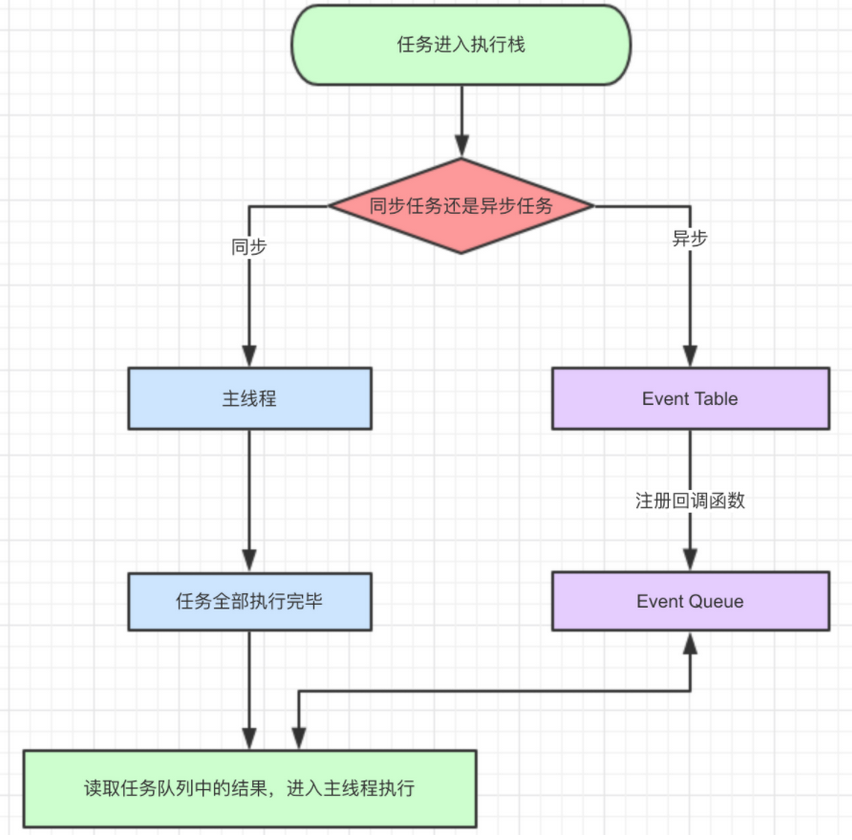 任务进入执行栈
同步任务还是异步任务
同步
异步
主线程
Event Table
注册回调函数
任务全部执行完毕
Event Queue
读取任务队列中的结果，进入主线程执行